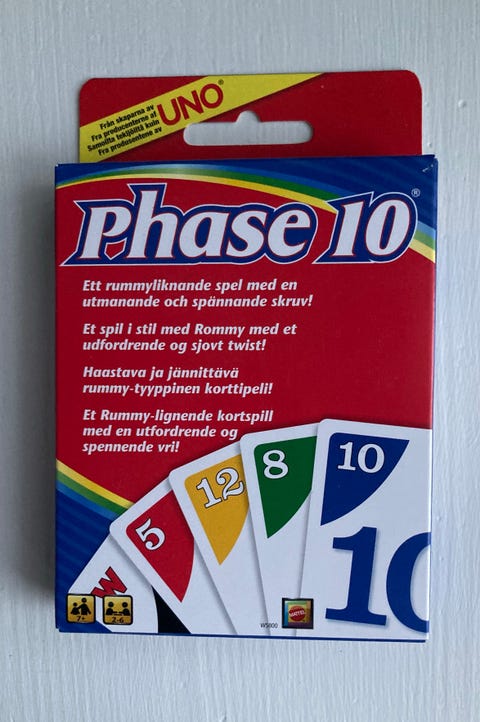 Från skaparna av
Fra producenterne af
Samoilta tekijöiltä kuin
Fra produsentene av
UNO®
Phase 10®
Ett rummyliknande spel med en
utmanande och spännande skruv!
Et spil i stil med Rommy med et
udfordrende og sjovt twist!
Haastava ja jännittävä
rummy-tyyppinen korttipeli!
Et Rummy-lignende kortspill
med en utfordrende og
spennende vri!
W
5
12
8
10
10
7+
2-6
W5800
MATTEL